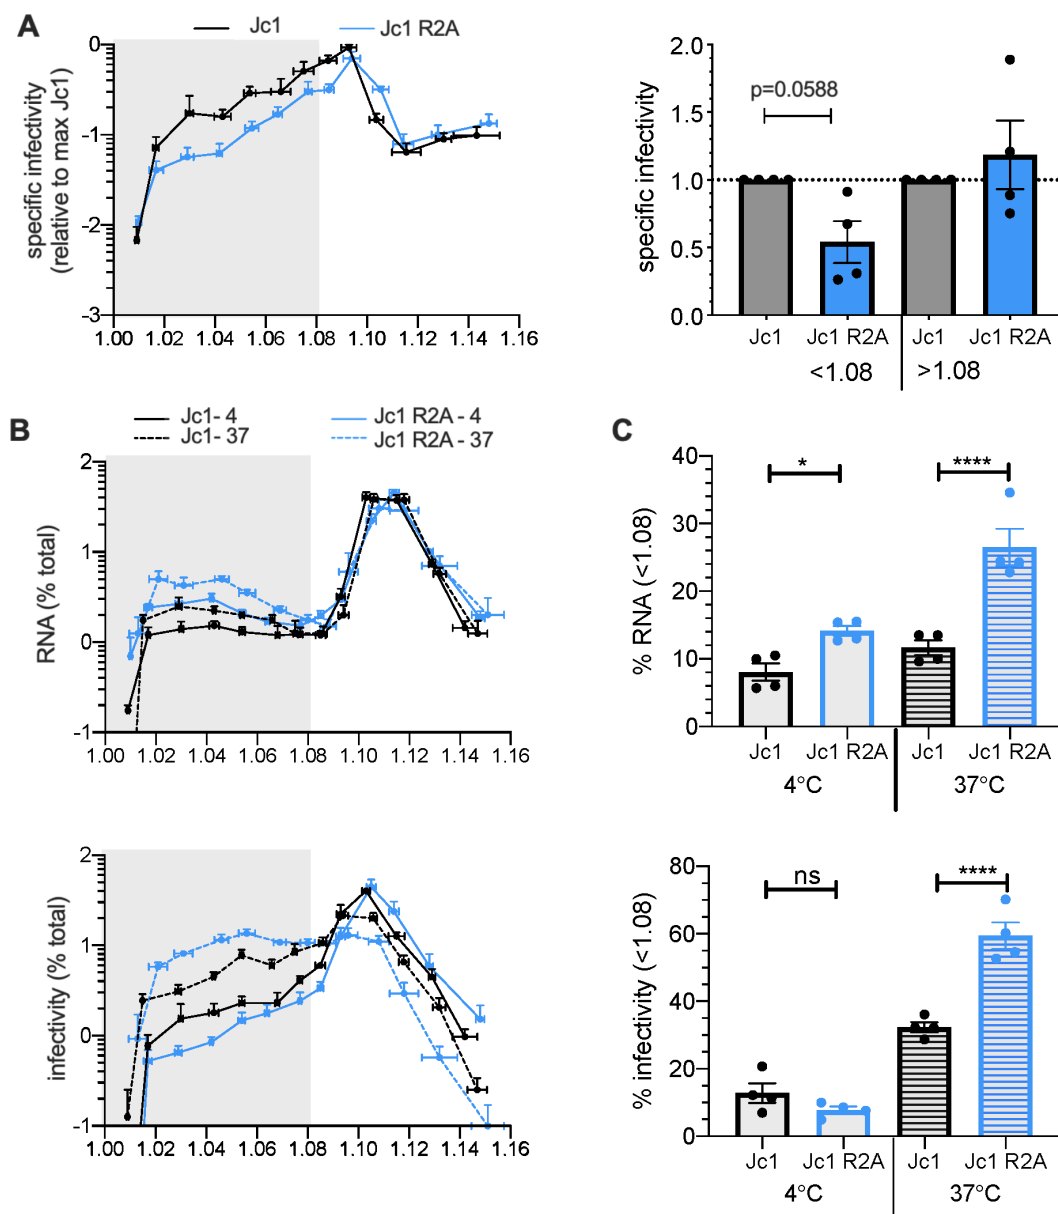 A
Jc1
Jc1 R2A
specific infectivity
(relative to max Jc1)
0
-1
-2
-3
1.00 1.02 1.04 1.06 1.08 1.10 1.12 1.14 1.16
specific infectivity
2.0
1.5
1.0
0.5
0.0
p=0.0588
Jc1 Jc1 R2A Jc1 Jc1 R2A
<1.08 >1.08
B
Jc1- 4
Jc1- 37
Jc1 R2A - 4
Jc1 R2A - 37
RNA (% total)
2
1
0
-1
1.00 1.02 1.04 1.06 1.08 1.10 1.12 1.14 1.16
C
% RNA (<1.08)
40
30
20
10
0
* ****
Jc1 Jc1 R2A Jc1 Jc1 R2A
4°C 37°C
infectivity (% total)
2
1
0
-1
1.00 1.02 1.04 1.06 1.08 1.10 1.12 1.14 1.16
% infectivity (<1.08)
80
60
40
20
0
ns ****
Jc1 Jc1 R2A Jc1 Jc1 R2A
4°C 37°C